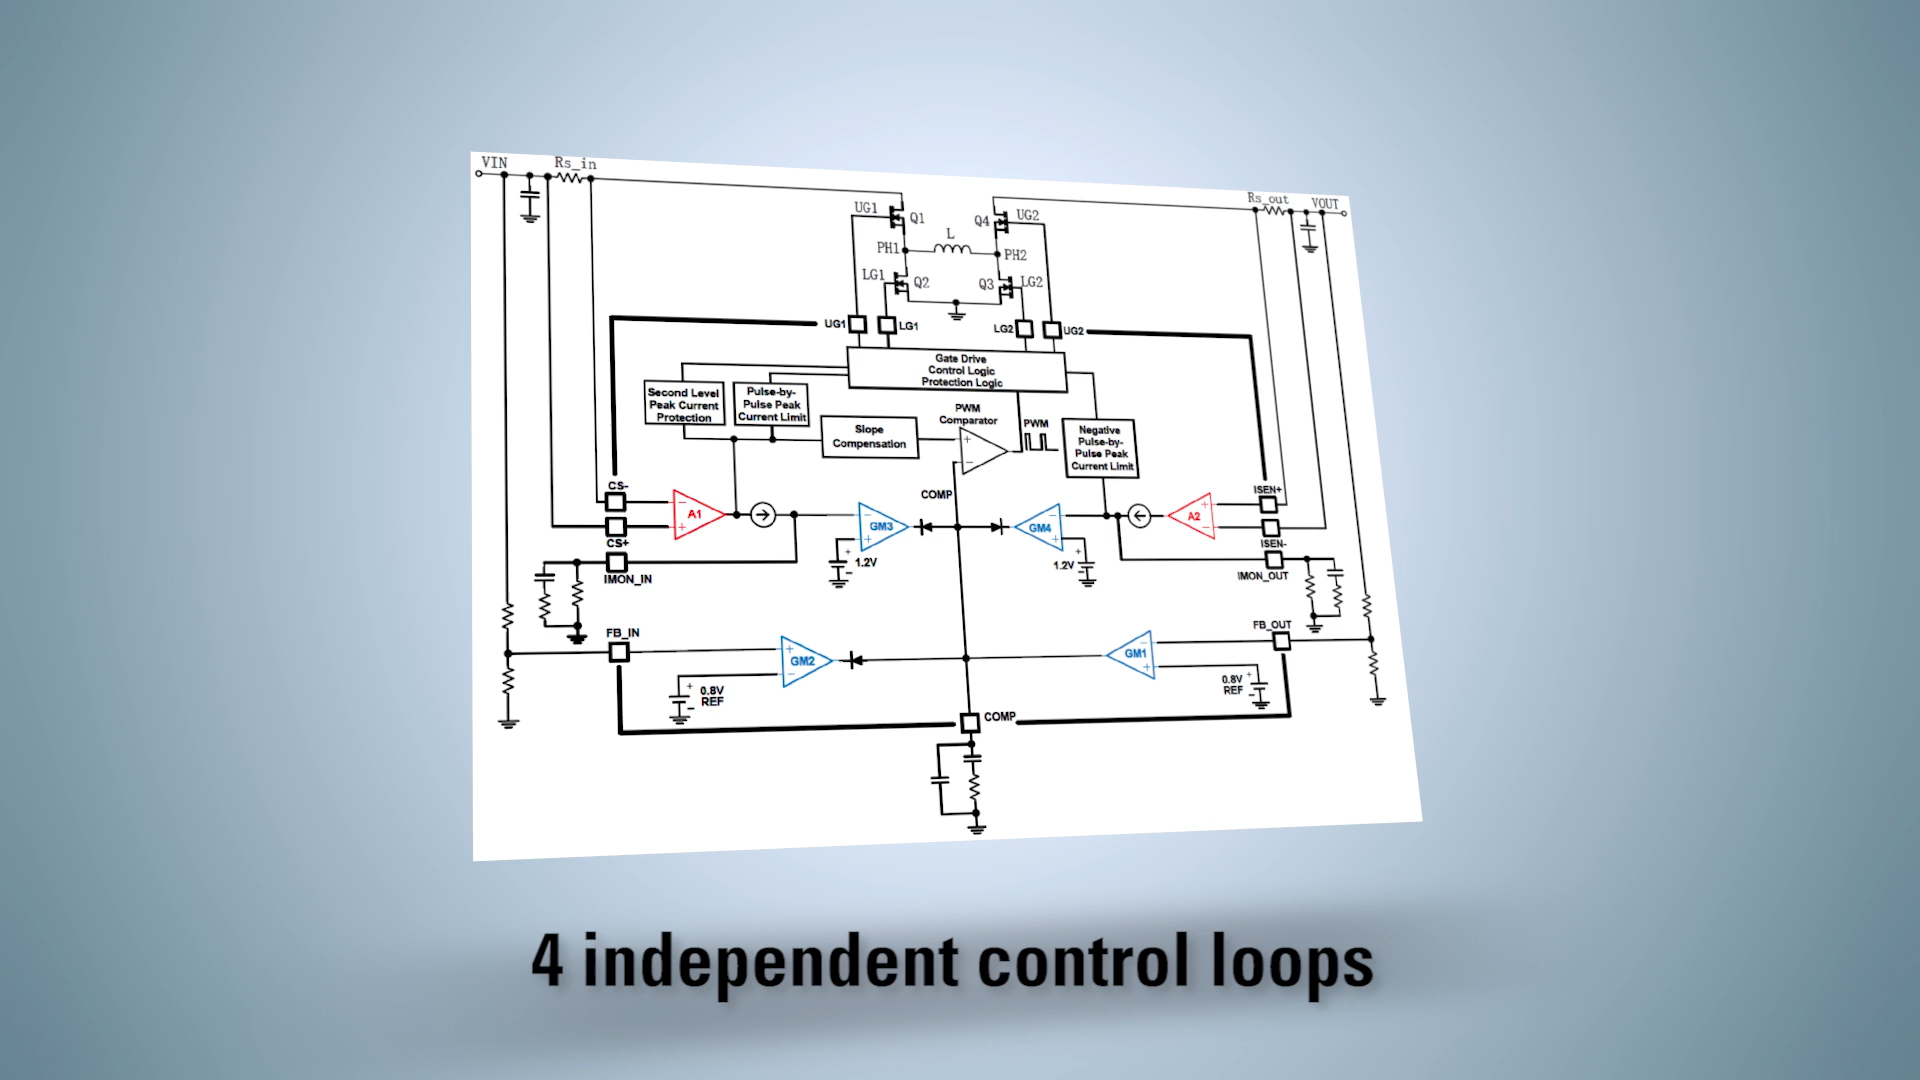 VIN
Rs_in
Rs_out
VOUT
UG1
Q1
Q4
UG2
L
PH1
PH2
LG1
Q2
Q3
LG2
UG1
LG1
LG2
UG2
Gate Drive
Control Logic
Protection Logic
Second Level
Peak Current
Protection
Pulse-by-
Pulse Peak
Current Limit
Slope
Compensation
PWM
Comparator
+
−
PWM
Negative
Pulse-by-
Pulse Peak
Current Limit
COMP
CS-
CS+
A1
−
+
GM3
−
+
+
−
1.2V
GM4
−
+
1.2V
+
−
A2
+
−
ISEN+
ISEN-
IMON_IN
IMON_OUT
FB_IN
GM2
+
−
+
−
0.8V
REF
GM1
−
+
0.8V
REF
+
−
FB_OUT
COMP
4 independent control loops